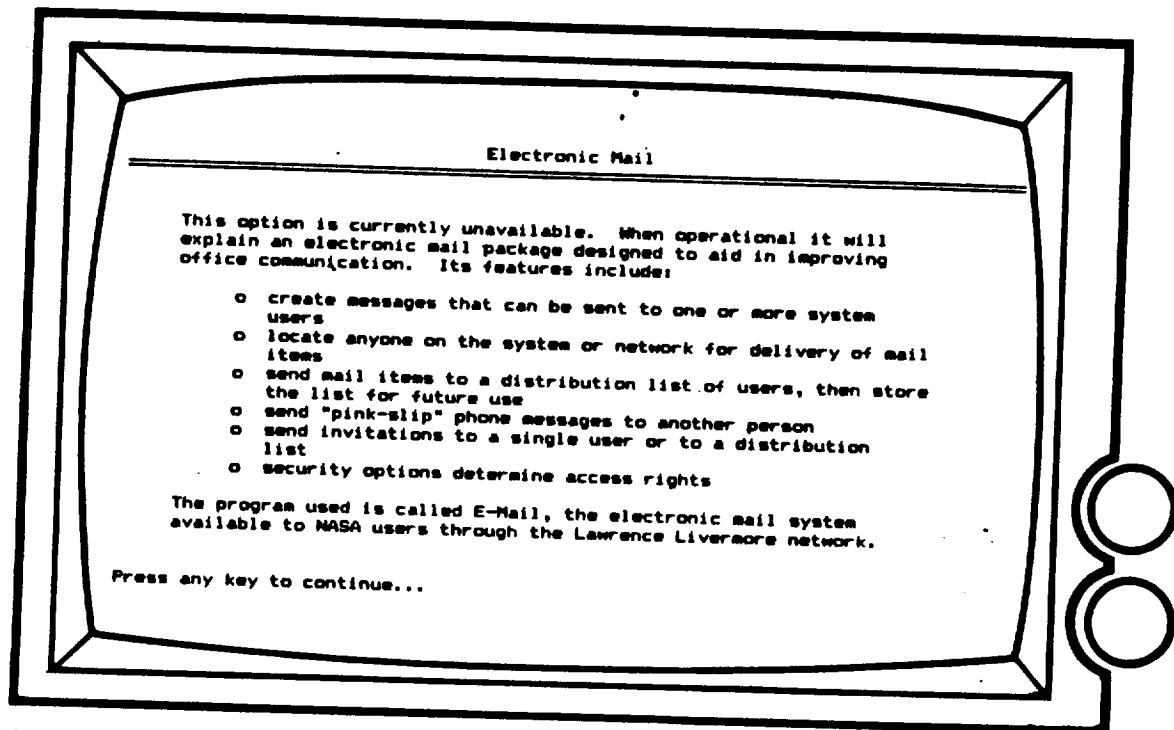 Electronic Mail
This option is currently unavailable.  When operational it will
explain an electronic mail package designed to aid in improving
office communication.  Its features include:
o  create messages that can be sent to one or more system
users
o  locate anyone on the system or network for delivery of mail
items
o  send mail items to a distribution list of users, then store
the list for future use
o  send "pink-slip" phone messages to another person
o  send invitations to a single user or to a distribution
list
o  security options determine access rights
The program used is called E-Mail, the electronic mail system
available to NASA users through the Lawrence Livermore network.
Press any key to continue...